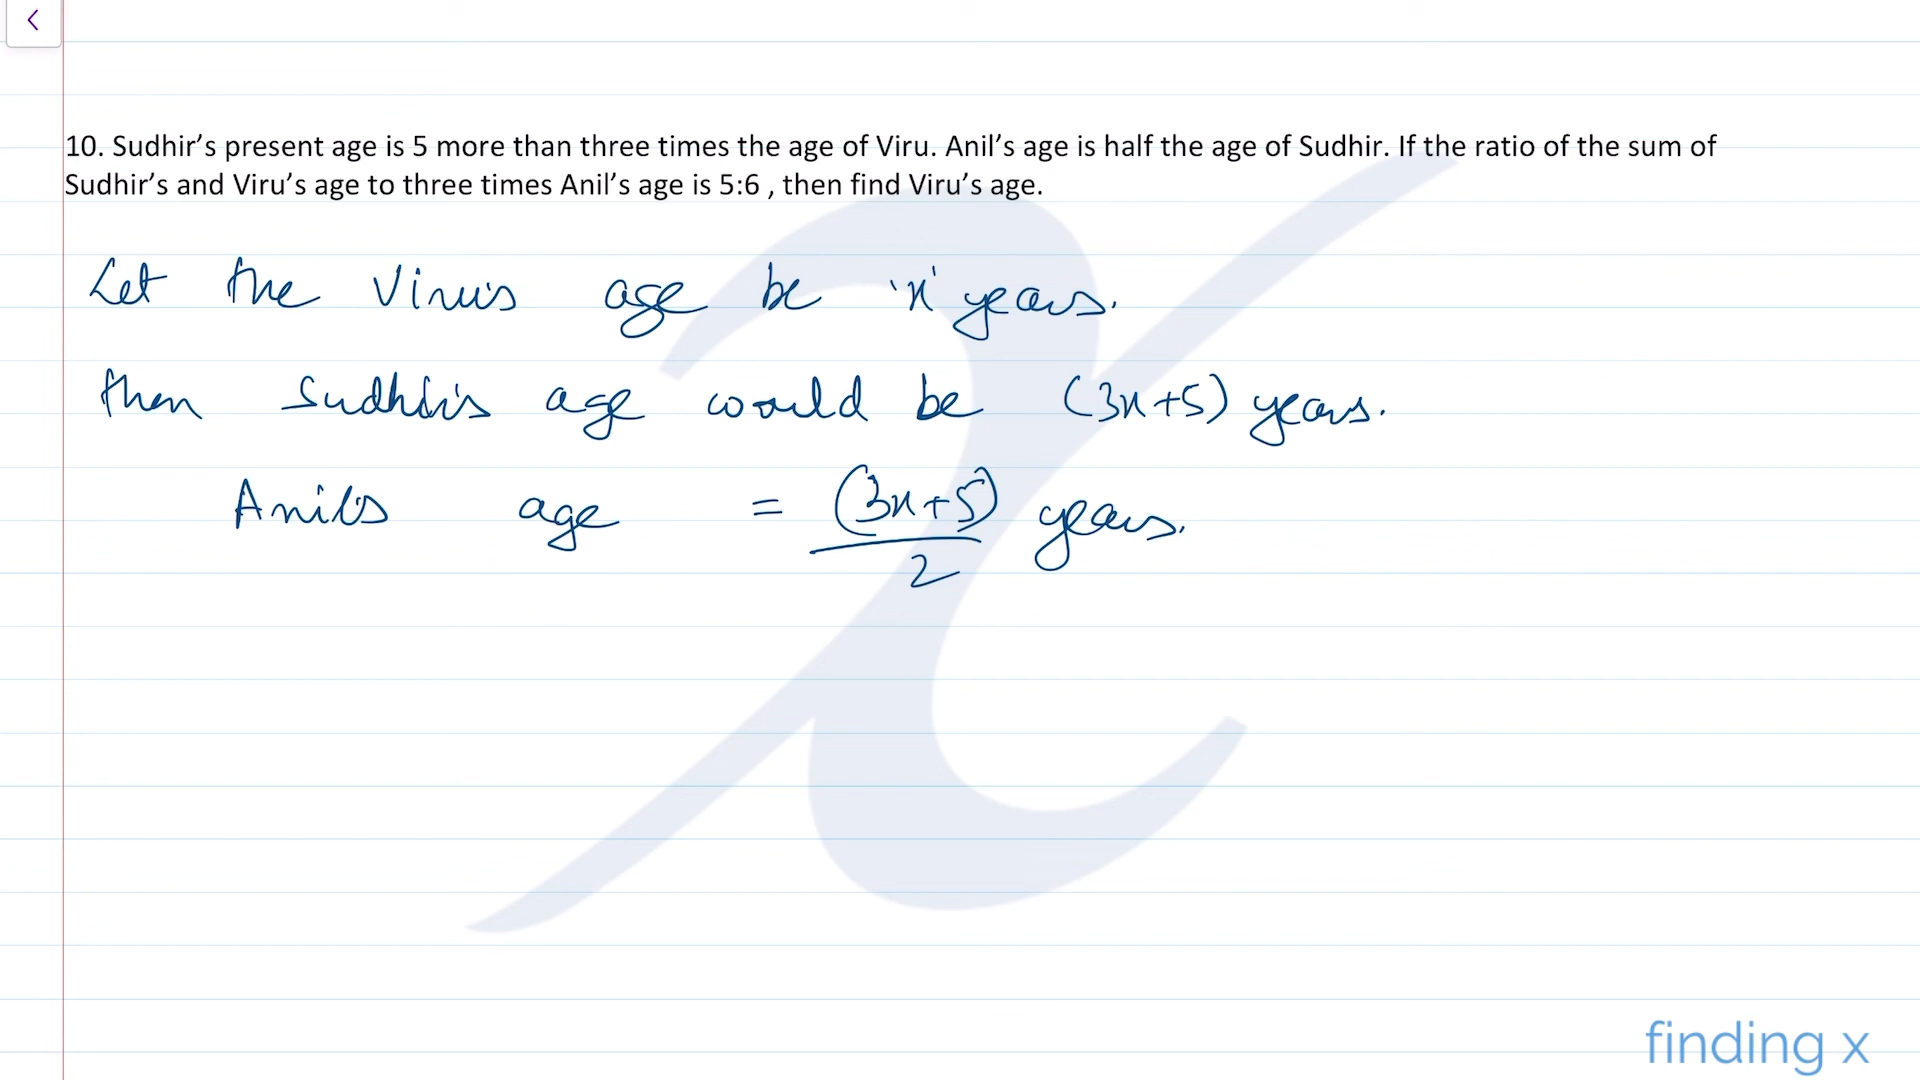 10. Sudhir’s present age is 5 more than three times the age of Viru. Anil’s age is half the age of Sudhir. If the ratio of the sum of
Sudhir’s and Viru’s age to three times Anil’s age is 5:6 , then find Viru’s age.
Let the Viru's age be 'x' years.
then Sudhir's age would be (3x+5) years.
Anil's age = (3x+5)/2 years.
finding x